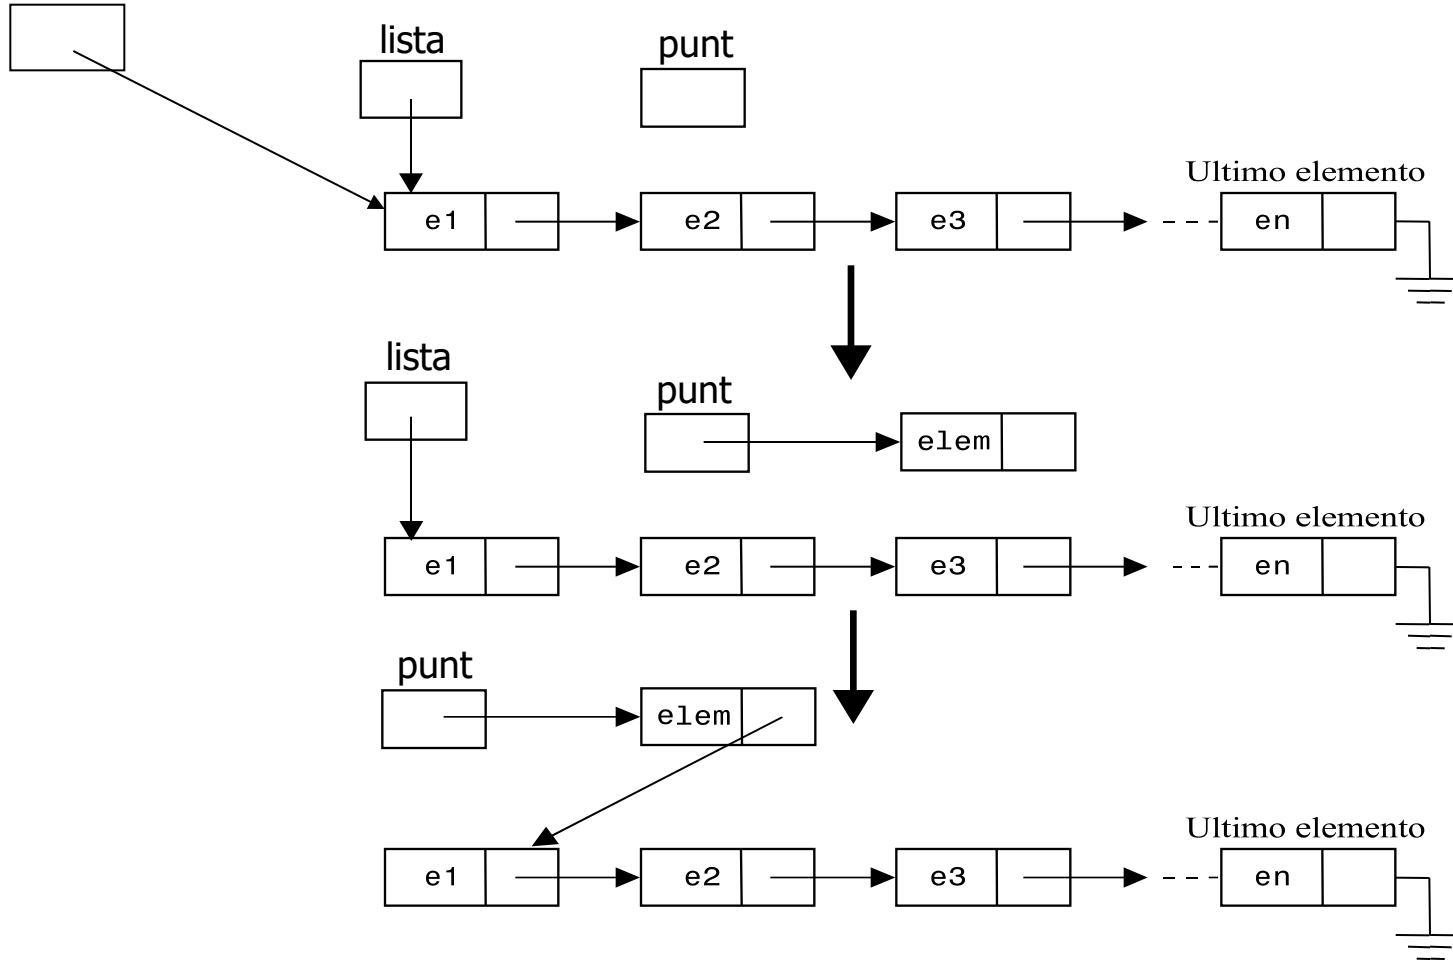 lista
punt
Ultimo elemento
e1 e2 e3 en
lista
punt
elem
Ultimo elemento
e1 e2 e3 en
punt
elem
Ultimo elemento
e1 e2 e3 en